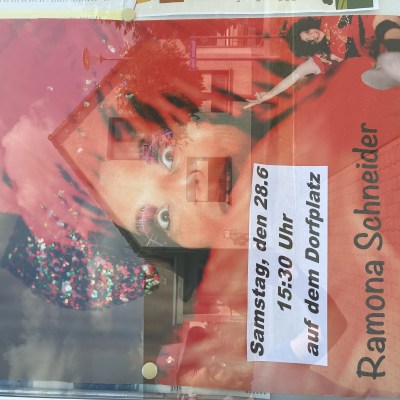 Samstag, den 28.6
15:30 Uhr
auf dem Dorfplatz
Ramona Schneider